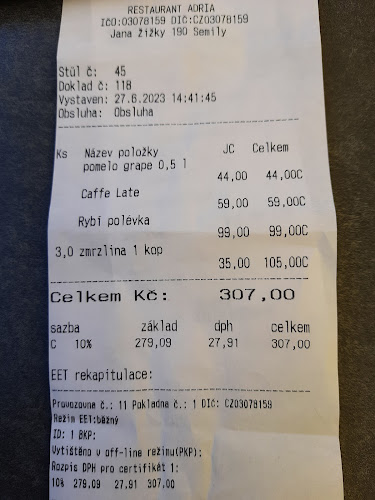 RESTAURANT ADRIA
IČO:03078159 DIČ:CZ03078159
Jana Žižky 190 Semily
Stůl č: 45
Doklad č: 118
Vystaven: 27.6.2023 14:41:45
Obsluha: Obsluha
Ks Název položky JC Celkem
pomelo grape 0,5 l
44,00 44,00C
Caffe Late
59,00 59,00C
Rybí polévka
99,00 99,00C
3,0 zmrzlina 1 kop
35,00 105,00C
Celkem Kč: 307,00
sazba základ dph celkem
C 10% 279,09 27,91 307,00
EET rekapitulace:
Provozovna č.: 11 Pokladna č.: 1 DIČ: CZ03078159
Režim EET:běžný
ID: 1 BKP:
Vytištěno v off-line režimu(PKP):
Rozpis DPH pro certifikát 1:
10% 279,09 27,91 307,00